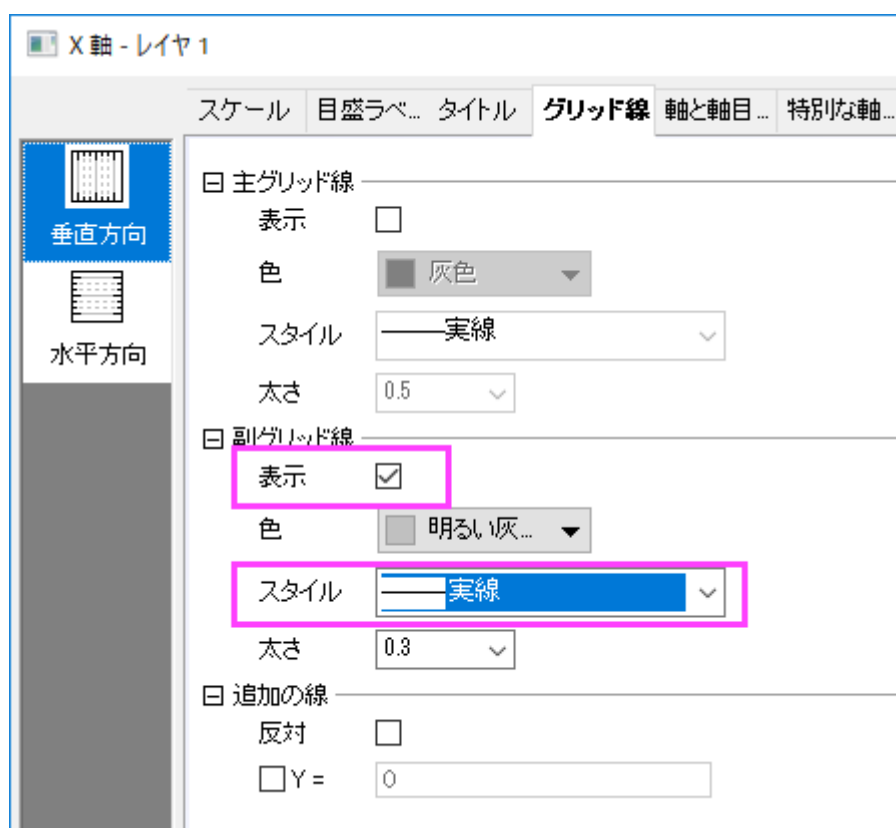 X 軸 - レイヤ 1
スケール 目盛ラベ... タイトル グリッド線 軸と軸目... 特別な軸...
垂直方向
水平方向
主グリッド線
表示
色 灰色
スタイル 実線
太さ 0.5
副グリッド線
表示
色 明るい灰...
スタイル 実線
太さ 0.3
追加の線
反対
Y = 0